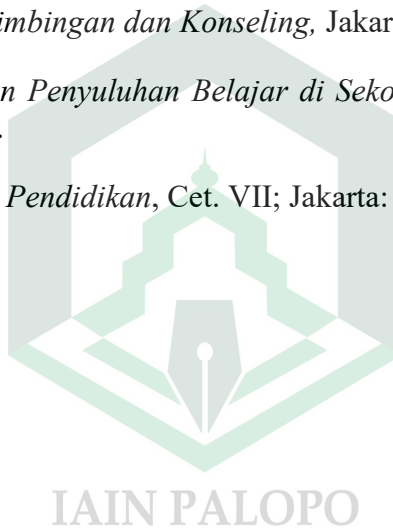 imbingan dan Konseling, Jakar
n Penyuluhan Belajar di Seko
.
Pendidikan, Cet. VII; Jakarta:
IAIN PALOPO